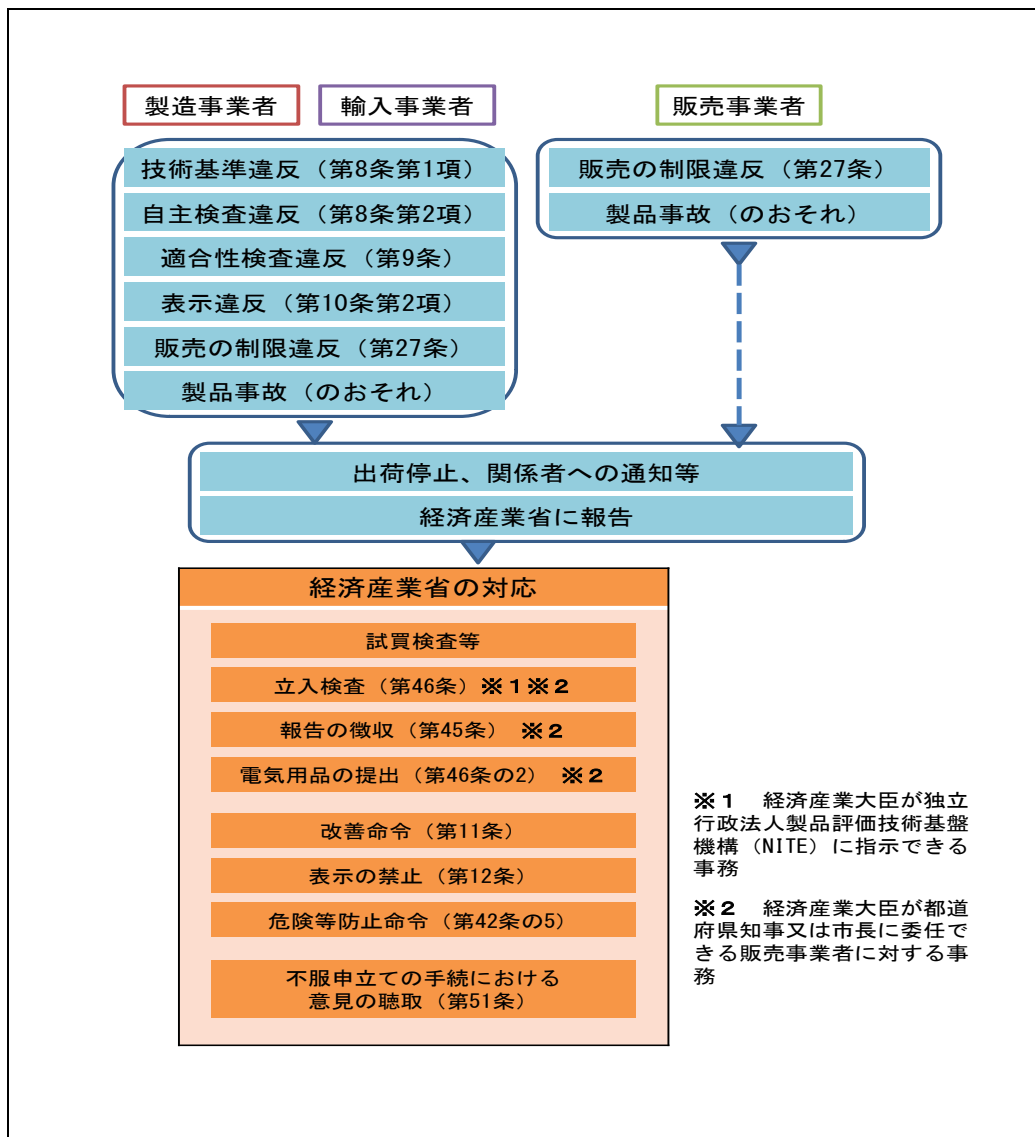 製造事業者
輸入事業者
販売事業者
技術基準違反（第8条第1項）
自主検査違反（第8条第2項）
適合性検査違反（第9条）
表示違反（第10条第2項）
販売の制限違反（第27条）
製品事故（のおそれ）
販売の制限違反（第27条）
製品事故（のおそれ）
出荷停止、関係者への通知等
経済産業省に報告
経済産業省の対応
試買検査等
立入検査（第46条）※１※２
報告の徴収（第45条）　※２
電気用品の提出（第46条の2）　※２
改善命令（第11条）
表示の禁止（第12条）
危険等防止命令（第42条の5）
不服申立ての手続における
意見の聴取（第51条）
※１　経済産業大臣が独立
行政法人製品評価技術基盤
機構（NITE）に指示できる
事務
※２　経済産業大臣が都道
府県知事又は市長に委任で
きる販売事業者に対する事
務